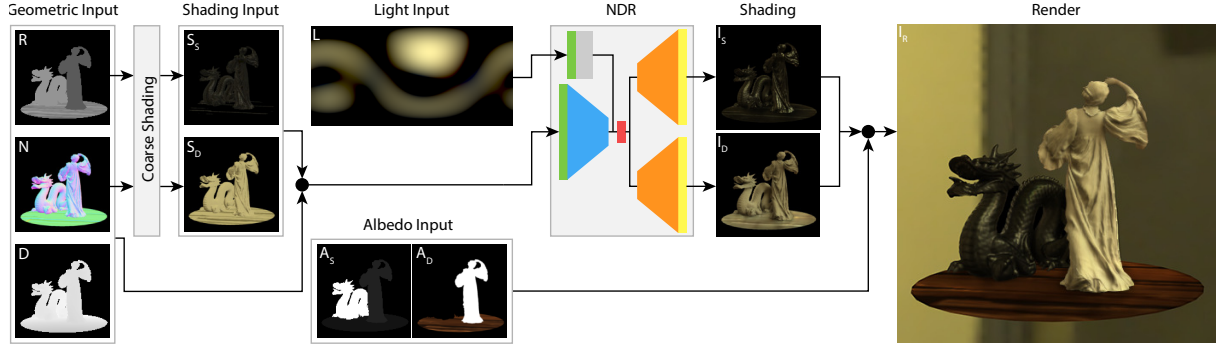 Geometric Input
Shading Input
Light Input
NDR
Shading
Render
R
S_S
L
I_S
I_R
Coarse Shading
N
S_D
I_D
D
Albedo Input
A_S
A_D